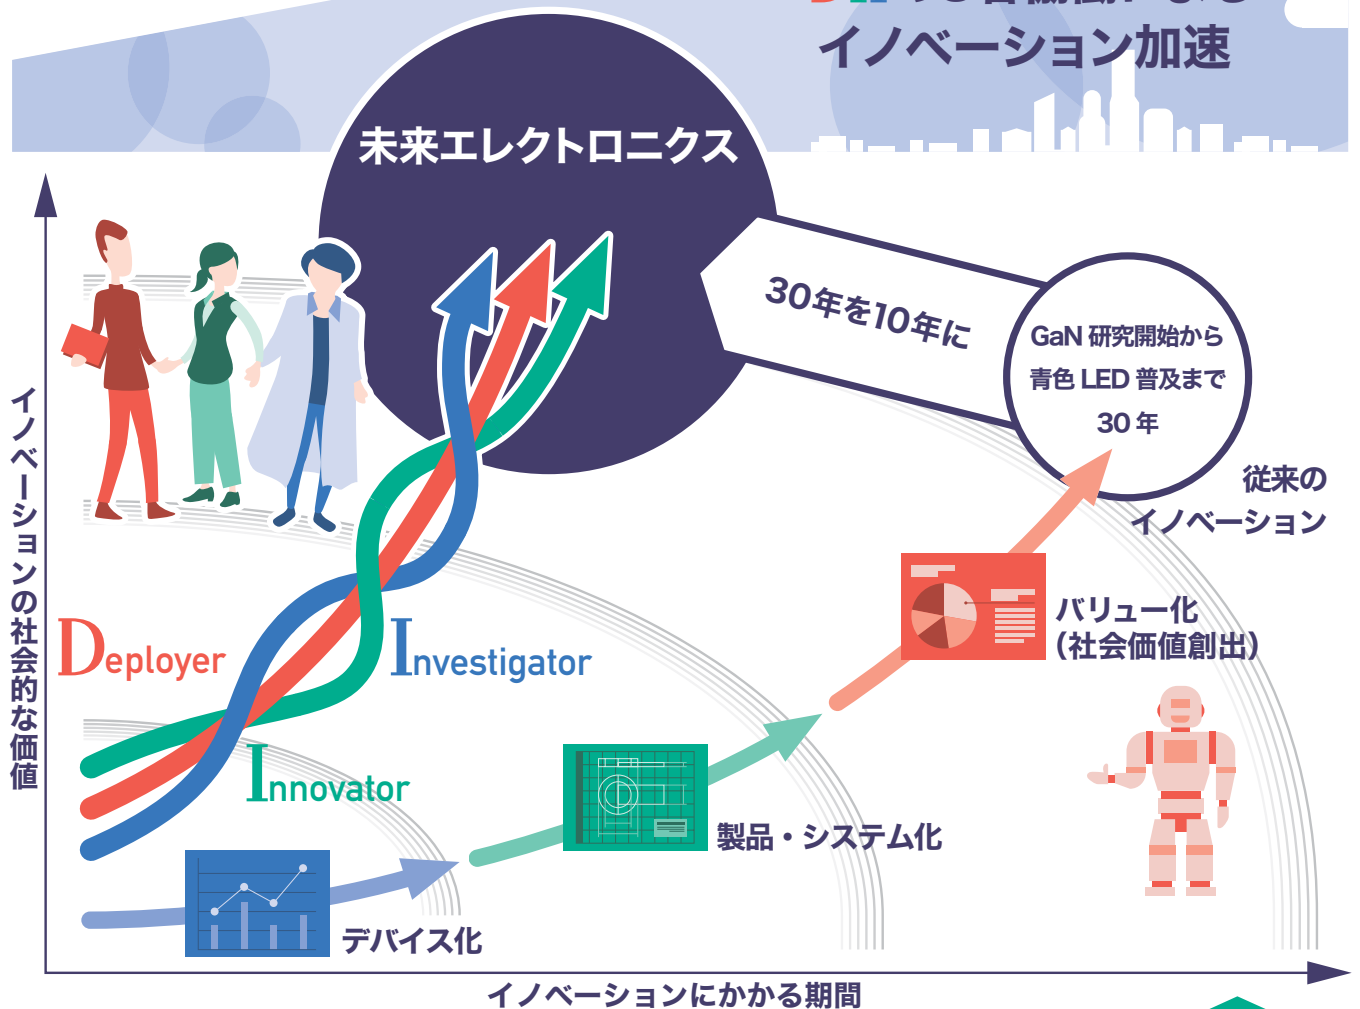 イノベーション加速
未来エレクトロニクス
30年を10年に
GaN 研究開始から
青色 LED 普及まで
30 年
従来の
イノベーション
バリュー化
(社会価値創出)
Deployer
Investigator
Innovator
製品・システム化
デバイス化
イノベーションの社会的な価値
イノベーションにかかる期間